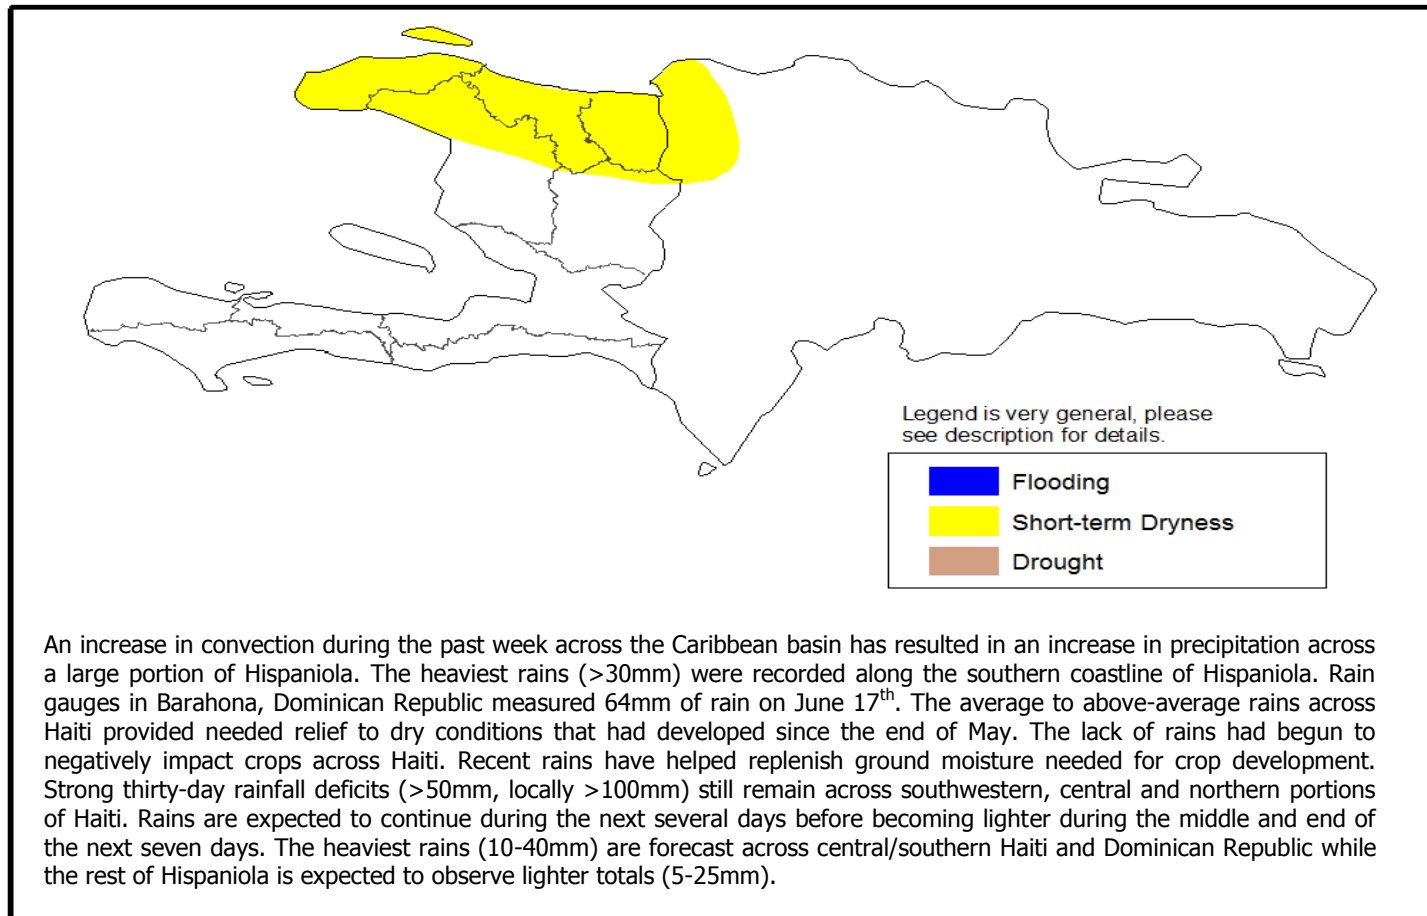 Legend is very general, please
see description for details.
Flooding
Short-term Dryness
Drought
An increase in convection during the past week across the Caribbean basin has resulted in an increase in precipitation across
a large portion of Hispaniola. The heaviest rains (>30mm) were recorded along the southern coastline of Hispaniola. Rain
gauges in Barahona, Dominican Republic measured 64mm of rain on June 17th. The average to above-average rains across
Haiti provided needed relief to dry conditions that had developed since the end of May. The lack of rains had begun to
negatively impact crops across Haiti. Recent rains have helped replenish ground moisture needed for crop development.
Strong thirty-day rainfall deficits (>50mm, locally >100mm) still remain across southwestern, central and northern portions
of Haiti. Rains are expected to continue during the next several days before becoming lighter during the middle and end of
the next seven days. The heaviest rains (10-40mm) are forecast across central/southern Haiti and Dominican Republic while
the rest of Hispaniola is expected to observe lighter totals (5-25mm).